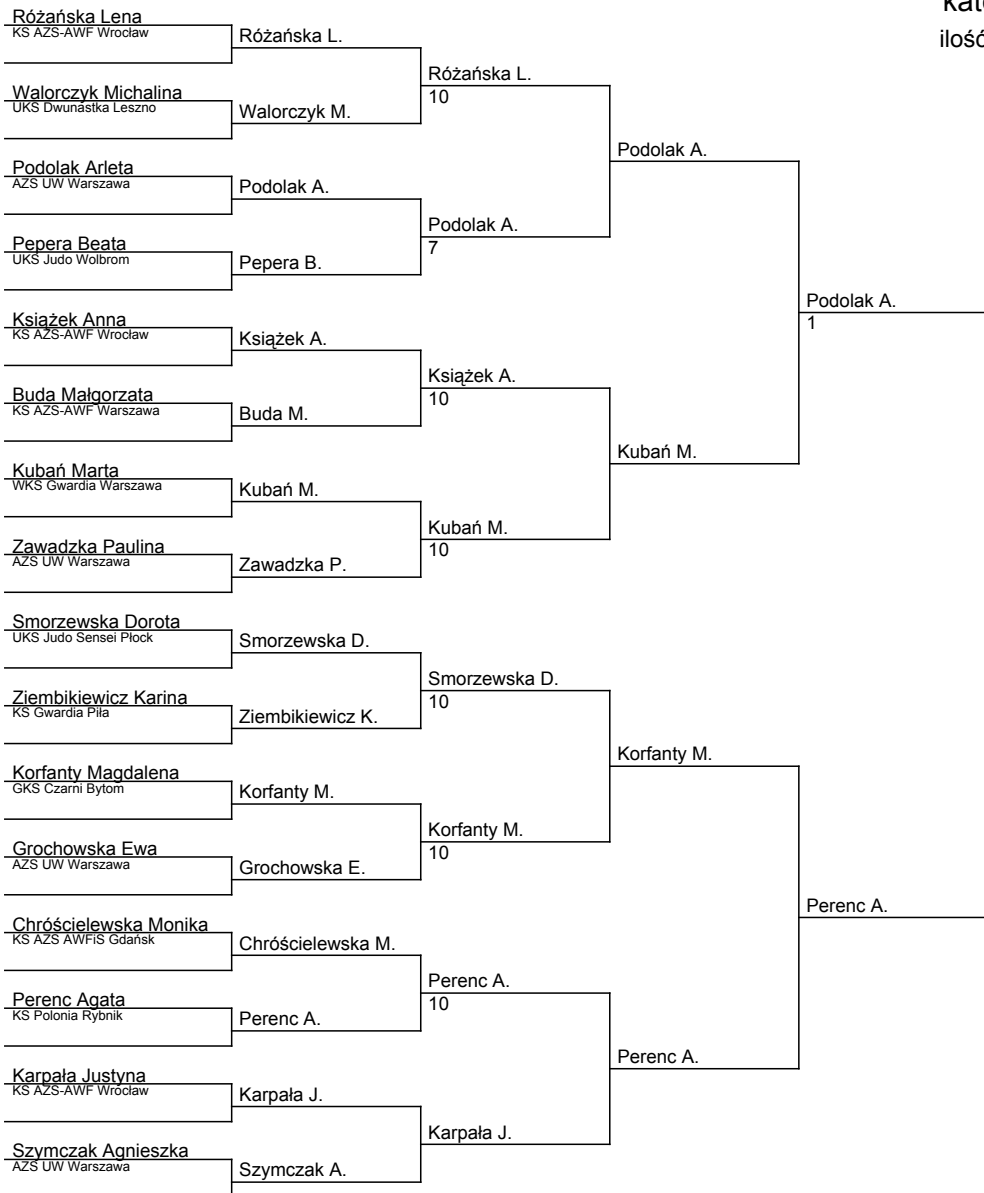 kate
ilość
Różańska Lena
KS AZS-AWF Wrocław
Różańska L.
Różańska L.
10
Walorczyk Michalina
UKS Dwunastka Leszno
Walorczyk M.
Podolak A.
Podolak Arleta
AZS UW Warszawa
Podolak A.
Podolak A.
7
Pepera Beata
UKS Judo Wolbrom
Pepera B.
Podolak A.
1
Książek Anna
KS AZS-AWF Wrocław
Książek A.
Książek A.
10
Buda Małgorzata
KS AZS-AWF Warszawa
Buda M.
Kubań M.
Kubań Marta
WKS Gwardia Warszawa
Kubań M.
Kubań M.
10
Zawadzka Paulina
AZS UW Warszawa
Zawadzka P.
Smorzewska Dorota
UKS Judo Sensei Płock
Smorzewska D.
Smorzewska D.
10
Ziembikiewicz Karina
KS Gwardia Piła
Ziembikiewicz K.
Korfanty M.
Korfanty Magdalena
GKS Czarni Bytom
Korfanty M.
Korfanty M.
10
Grochowska Ewa
AZS UW Warszawa
Grochowska E.
Perenc A.
Chróścielewska Monika
KS AZS AWFiS Gdańsk
Chróścielewska M.
Perenc A.
10
Perenc Agata
KS Polonia Rybnik
Perenc A.
Perenc A.
Karpała Justyna
KS AZS-AWF Wrocław
Karpała J.
Karpała J.
Szymczak Agnieszka
AZS UW Warszawa
Szymczak A.